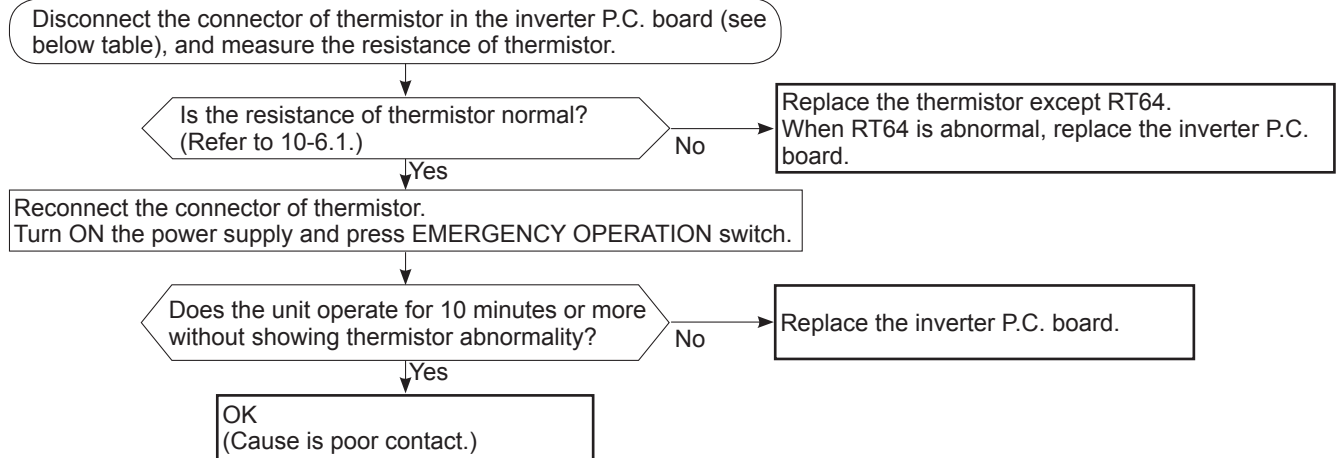 Disconnect the connector of thermistor in the inverter P.C. board (see
below table), and measure the resistance of thermistor.
Is the resistance of thermistor normal?
(Refer to 10-6.1.)
No
Replace the thermistor except RT64.
When RT64 is abnormal, replace the inverter P.C.
board.
Yes
Reconnect the connector of thermistor.
Turn ON the power supply and press EMERGENCY OPERATION switch.
Does the unit operate for 10 minutes or more
without showing thermistor abnormality?
No
Replace the inverter P.C. board.
Yes
OK
(Cause is poor contact.)